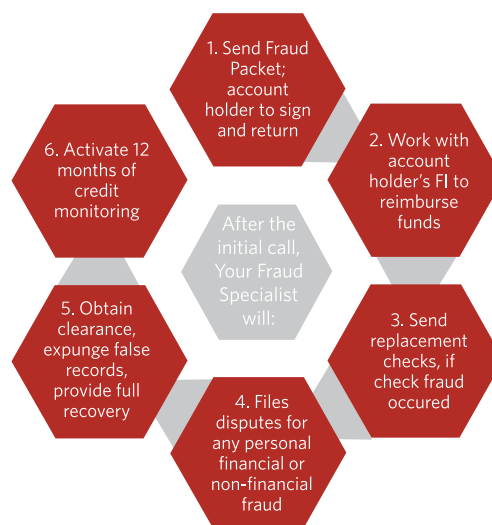 After the
initial call,
Your Fraud
Specialist
will:
1. Send Fraud
Packet;
account
holder to sign
and return
2. Work with
account
holder's FI to
reimburse
funds
3. Send
replacement
checks, if
check fraud
occured
4. Files
disputes for
any personal
financial or
non-financial
fraud
5. Obtain
clearance,
expunge false
records,
provide full
recovery
6. Activate 12
months of
credit
monitoring